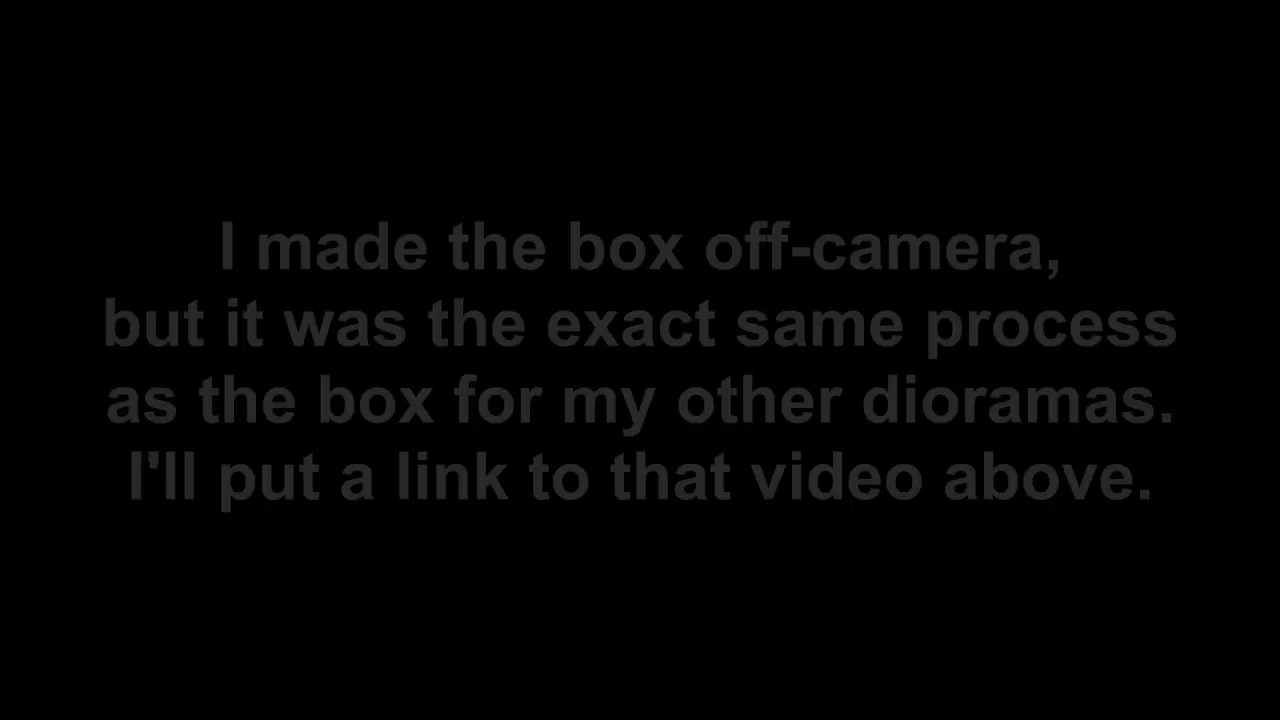 I made the box off-camera,
but it was the exact same process
as the box for my other dioramas.
I'll put a link to that video above.